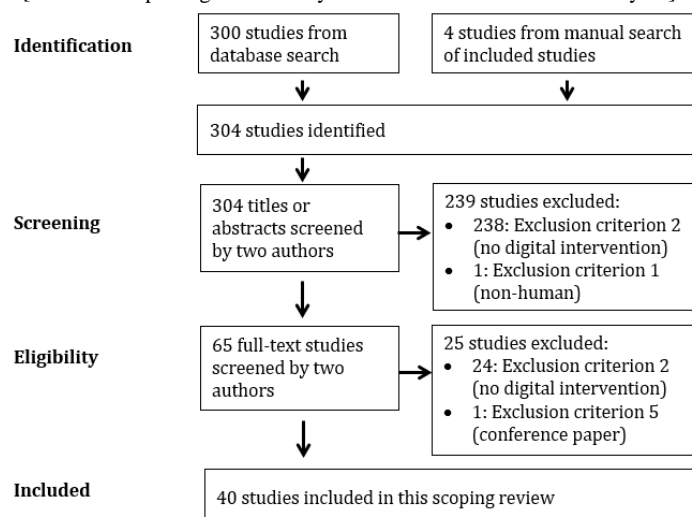 Identification
300 studies from
database search
4 studies from manual search
of included studies
304 studies identified
Screening
304 titles or
abstracts screened
by two authors
239 studies excluded:
• 238: Exclusion criterion 2
(no digital intervention)
• 1: Exclusion criterion 1
(non-human)
Eligibility
65 full-text studies
screened by two
authors
25 studies excluded:
• 24: Exclusion criterion 2
(no digital intervention)
• 1: Exclusion criterion 5
(conference paper)
Included
40 studies included in this scoping review